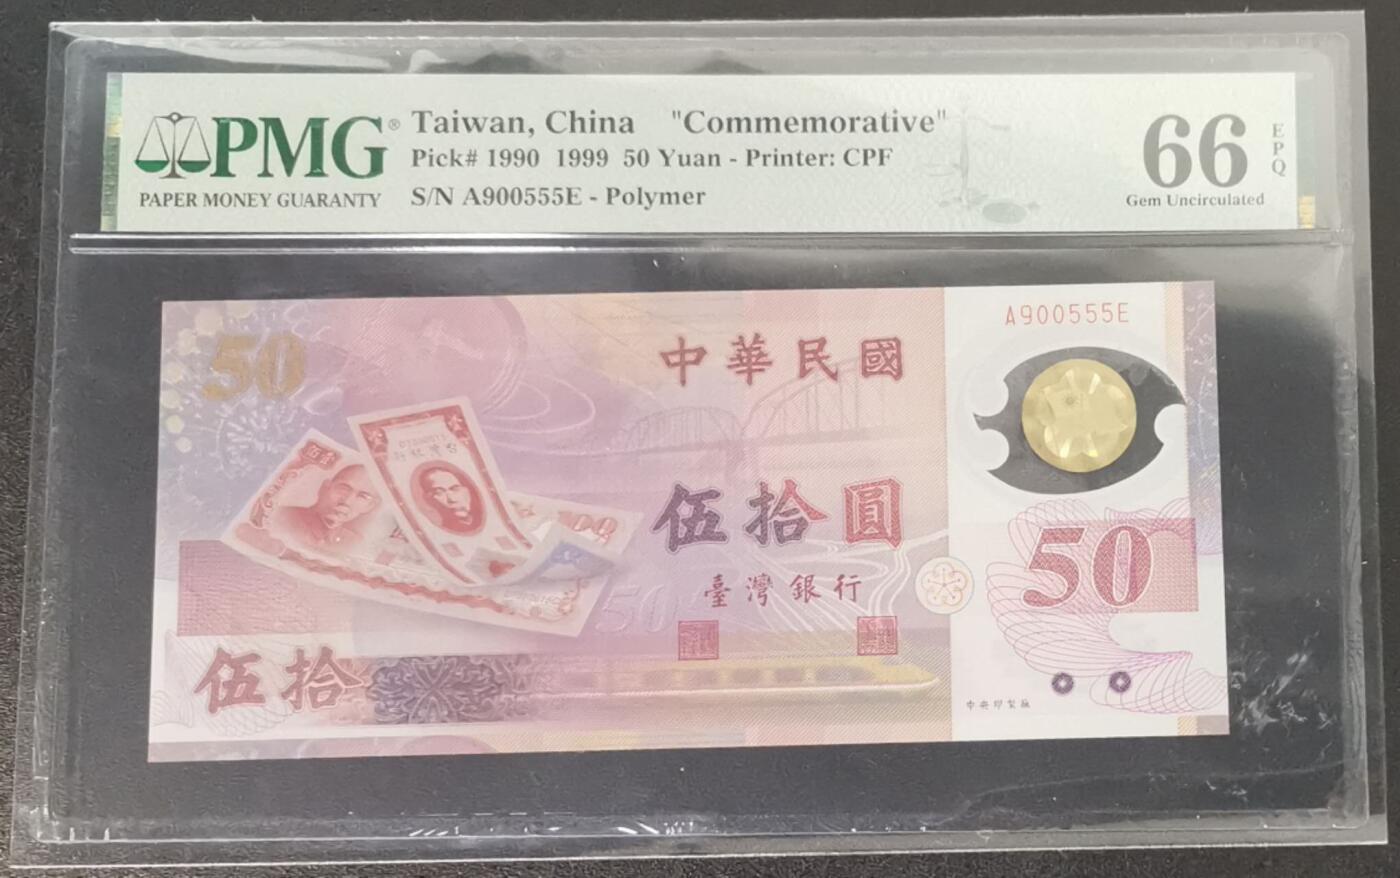 PMG®
PAPER MONEY GUARANTY
Taiwan, China "Commemorative"
Pick# 1990 1999 50 Yuan - Printer: CPF
S/N A900555E - Polymer
66
EPQ
Gem Uncirculated
A900555E
50
中華民國
伍拾圓
臺灣銀行
50
50
伍拾
中央印製廠